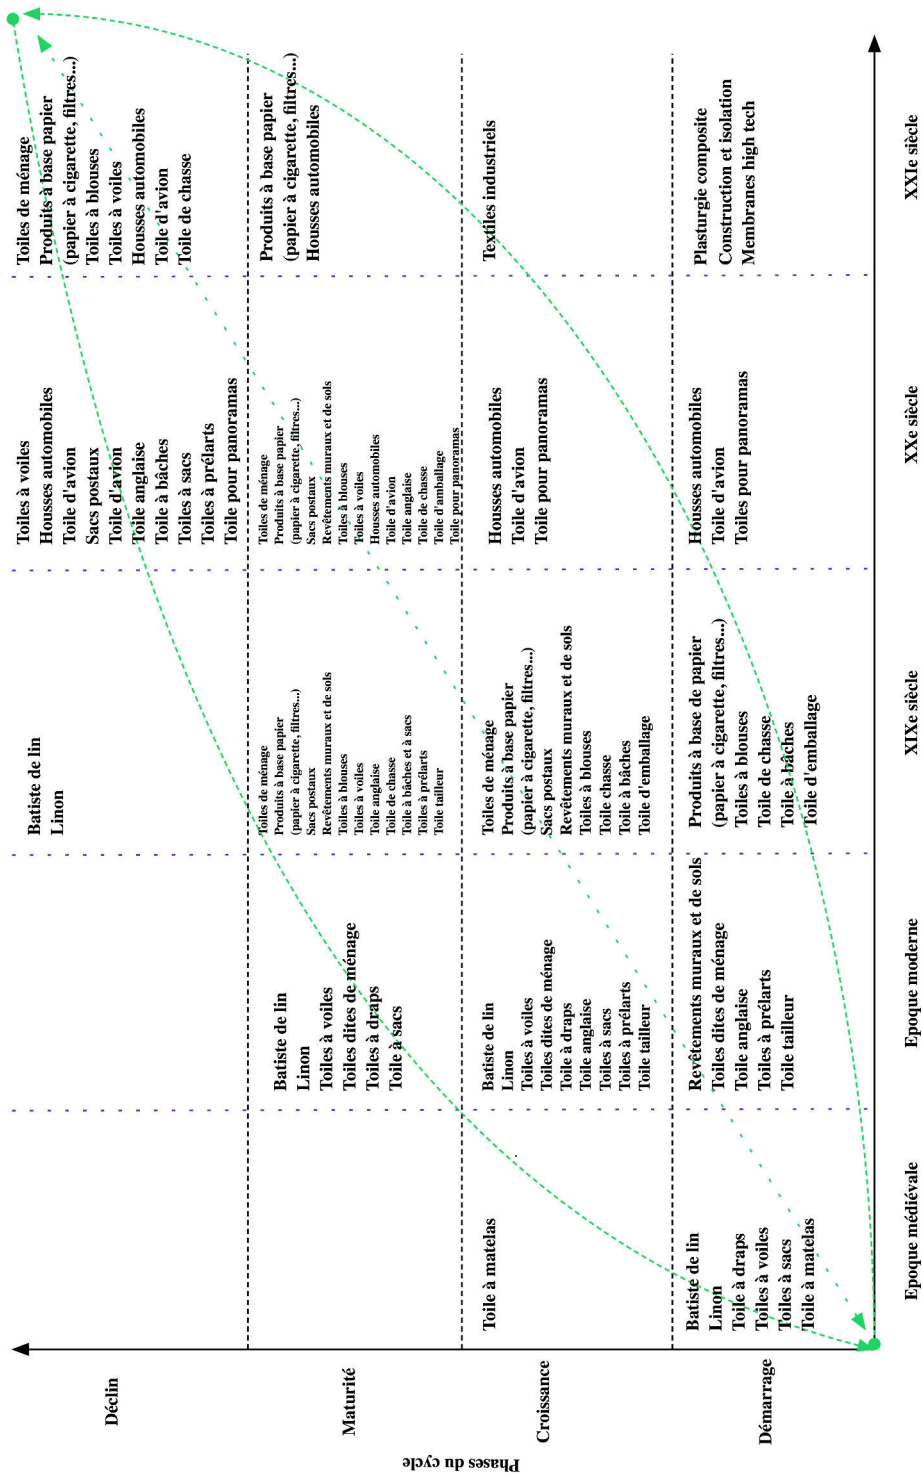 Phases du cycle
Déclin
Batiste de lin
Linon
Toiles à voiles
Housses automobiles
Toile d'avion
Sacs postaux
Toile d'avion
Toile anglaise
Toile à bâches
Toiles à sacs
Toiles à prélarts
Toile pour panoramas
Toiles de ménage
Produits à base papier
(papier à cigarette, filtres...)
Toiles à blouses
Toiles à voiles
Housses automobiles
Toile d'avion
Toile de chasse
Maturité
Batiste de lin
Linon
Toiles à voiles
Toiles dites de ménage
Toiles à draps
Toile à sacs
Toiles de ménage
Produits à base papier
(papier à cigarette, filtres...)
Sacs postaux
Revêtements muraux et de sols
Toiles à blouses
Toiles à voiles
Toile anglaise
Toile de chasse
Toile à bâches et à sacs
Toiles à prélarts
Toile tailleur
Toiles de ménage
Produits à base papier
(papier à cigarette, filtres...)
Sacs postaux
Revêtements muraux et de sols
Toiles à blouses
Toiles à voiles
Housses automobiles
Toile d'avion
Toile anglaise
Toile de chasse
Toile d'amballage
Toile pour panoramas
Produits à base papier
(papier à cigarette, filtres...)
Housses automobiles
Croissance
Toile à matelas
Batiste de lin
Linon
Toiles à voiles
Toiles dites de ménage
Toile à draps
Toile anglaise
Toiles à sacs
Toiles à prélarts
Toile tailleur
Toiles de ménage
Produits à base papier
(papier à cigarette, filtres...)
Sacs postaux
Revêtements muraux et de sols
Toiles à blouses
Toile chasse
Toile à bâches
Toile d'emballage
Housses automobiles
Toile d'avion
Toile pour panoramas
Textiles industriels
Démarrage
Batiste de lin
Linon
Toile à draps
Toiles à voiles
Toiles à sacs
Toile à matelas
Revêtements muraux et de sols
Toiles dites de ménage
Toile anglaise
Toiles à prélarts
Toile tailleur
Produits à base de papier
(papier à cigarette, filtres...)
Toile à blouses
Toile de chasse
Toile à bâches
Toile d'emballage
Housses automobiles
Toile d'avion
Toiles pour panoramas
Plasturgie composite
Construction et isolation
Membranes high tech
Epoque médiévale
Epoque moderne
XIXe siècle
XXe siècle
XXIe siècle